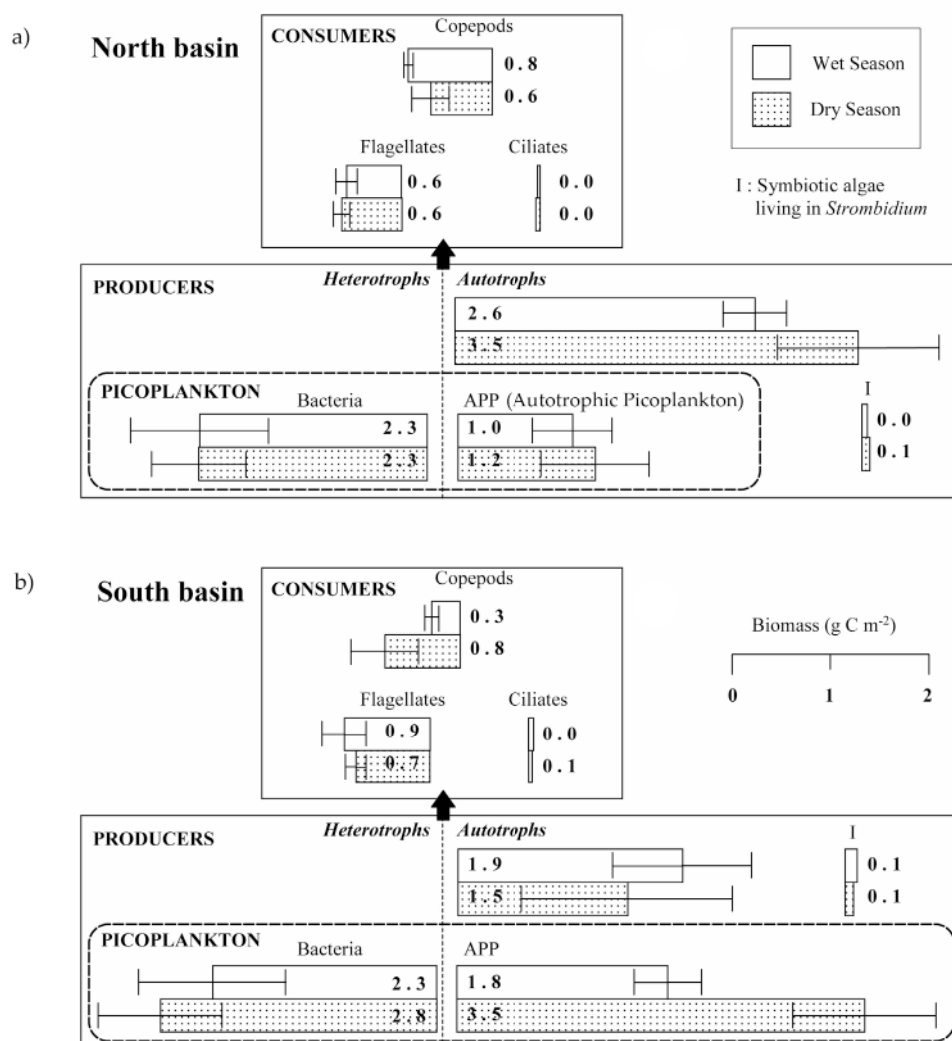 a)
North basin
CONSUMERS
Copepods
0.8
0.6
Flagellates
Ciliates
0.6
0.0
0.6
0.0
Wet Season
Dry Season
I : Symbiotic algae
living in Strombidium
PRODUCERS
Heterotrophs
Autotrophs
2.6
3.5
PICOPLANKTON
Bacteria
APP (Autotrophic Picoplankton)
I
2.3
1.0
0.0
2.3
1.2
0.1
b)
South basin
CONSUMERS
Copepods
0.3
0.8
Flagellates
Ciliates
0.9
0.0
0.7
0.1
Biomass (g C m-2)
0 1 2
PRODUCERS
Heterotrophs
Autotrophs
I
1.9
0.1
1.5
0.1
PICOPLANKTON
Bacteria
APP
2.3
1.8
2.8
3.5